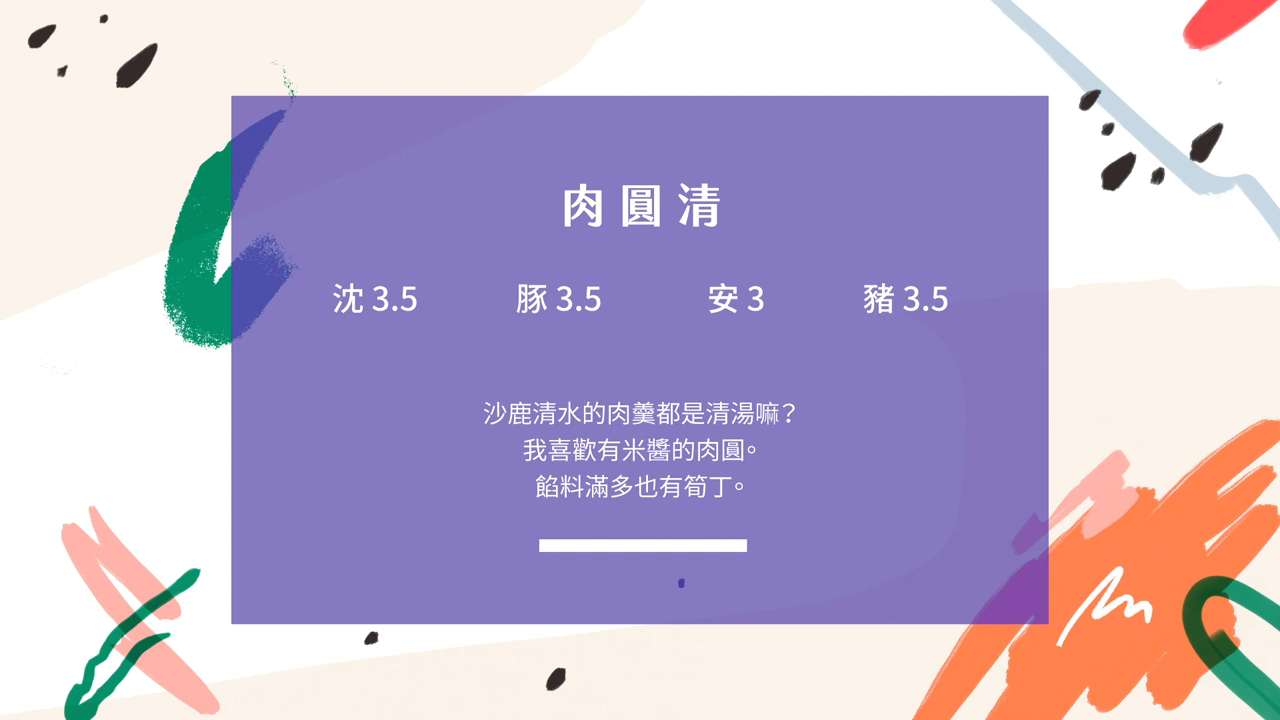 肉圓清
沈 3.5 豚 3.5 安 3 豬 3.5
沙鹿清水的肉羹都是清湯嘛？
我喜歡有米醬的肉圓。
餡料滿多也有筍丁。